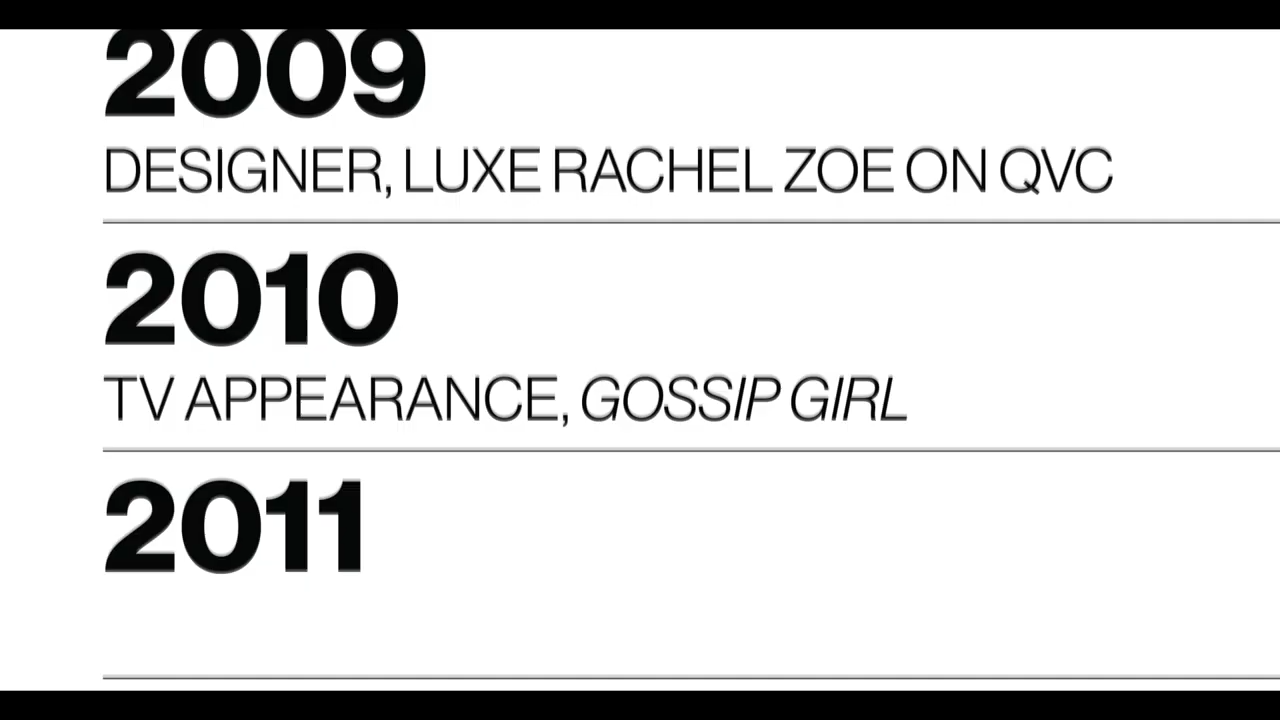 2009
DESIGNER, LUXE RACHEL ZOE ON QVC
2010
TV APPEARANCE, GOSSIP GIRL
2011